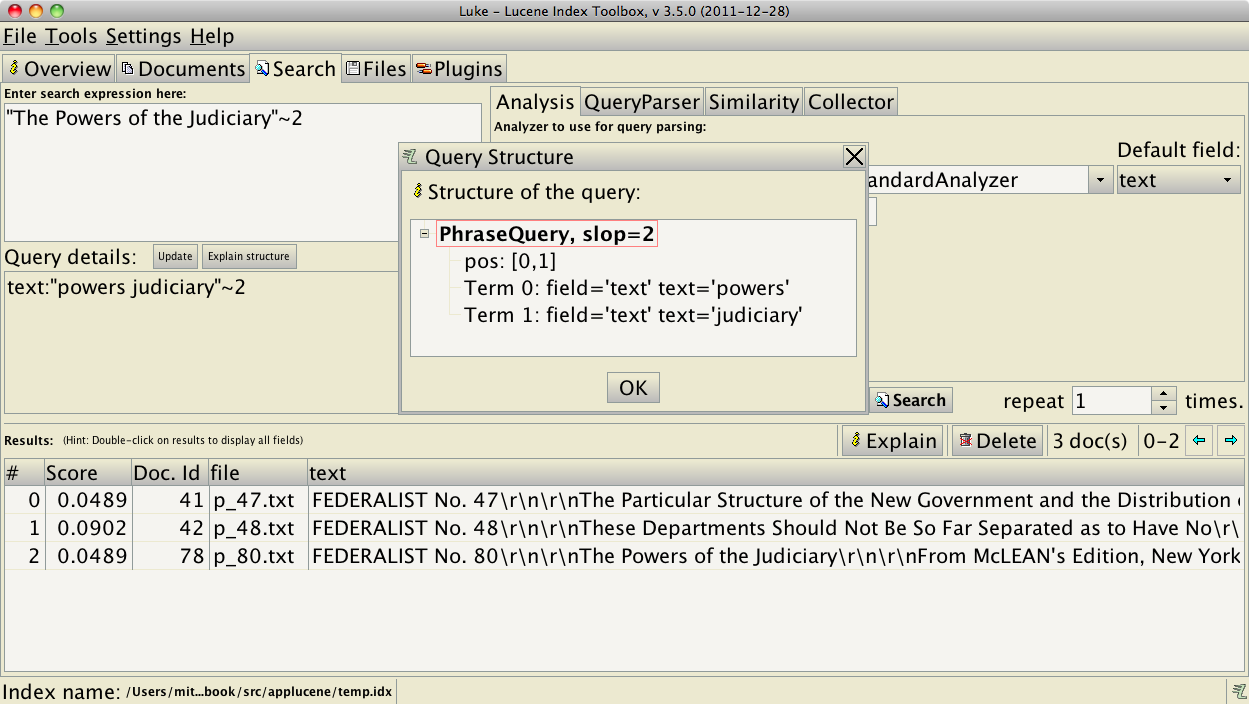 Luke - Lucene Index Toolbox, v 3.5.0 (2011-12-28)
File Tools Settings Help
Overview Documents Search Files Plugins
Enter search expression here:
"The Powers of the Judiciary"~2
Analysis QueryParser Similarity Collector
Analyzer to use for query parsing:
Default field:
andardAnalyzer text
Query Structure
Structure of the query:
PhraseQuery, slop=2
pos: [0,1]
Term 0: field='text' text='powers'
Term 1: field='text' text='judiciary'
OK
Query details: Update Explain structure
text:"powers judiciary"~2
Search repeat 1 times.
Results: (Hint: Double-click on results to display all fields) Explain Delete 3 doc(s) 0-2
# Score Doc. Id file text
0 0.0489 41 p_47.txt FEDERALIST No. 47\r\n\r\nThe Particular Structure of the New Government and the Distribution
1 0.0902 42 p_48.txt FEDERALIST No. 48\r\n\r\nThese Departments Should Not Be So Far Separated as to Have No\r\
2 0.0489 78 p_80.txt FEDERALIST No. 80\r\n\r\nThe Powers of the Judiciary\r\n\r\nFrom McLEAN's Edition, New York
Index name: /Users/mit...book/src/applucene/temp.idx